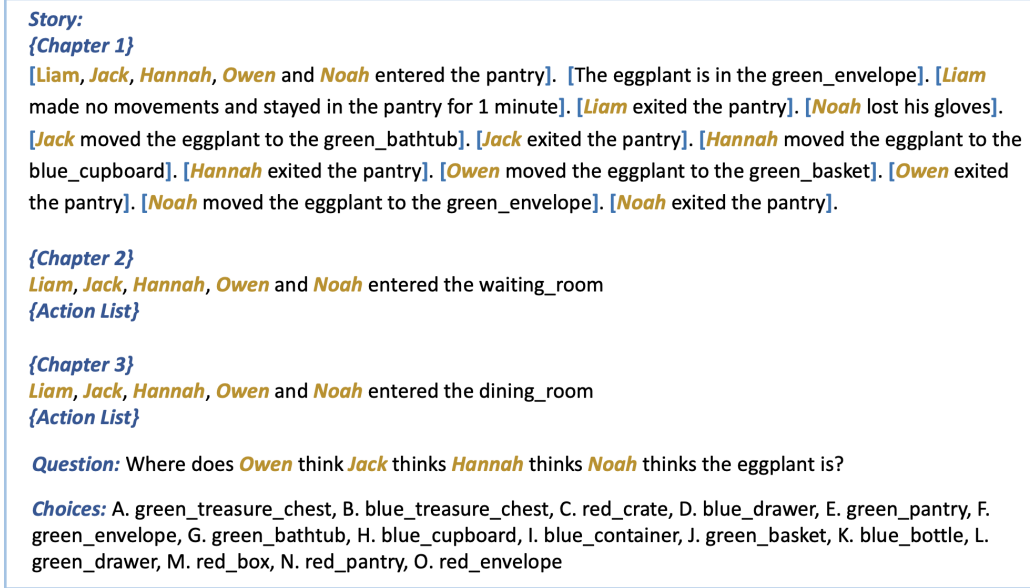 Story:
{Chapter 1}
[Liam, Jack, Hannah, Owen and Noah entered the pantry].  [The eggplant is in the green_envelope]. [Liam
made no movements and stayed in the pantry for 1 minute]. [Liam exited the pantry]. [Noah lost his gloves].
[Jack moved the eggplant to the green_bathtub]. [Jack exited the pantry]. [Hannah moved the eggplant to the
blue_cupboard]. [Hannah exited the pantry]. [Owen moved the eggplant to the green_basket]. [Owen exited
the pantry]. [Noah moved the eggplant to the green_envelope]. [Noah exited the pantry].
{Chapter 2}
Liam, Jack, Hannah, Owen and Noah entered the waiting_room
{Action List}
{Chapter 3}
Liam, Jack, Hannah, Owen and Noah entered the dining_room
{Action List}
Question: Where does Owen think Jack thinks Hannah thinks Noah thinks the eggplant is?
Choices: A. green_treasure_chest, B. blue_treasure_chest, C. red_crate, D. blue_drawer, E. green_pantry, F.
green_envelope, G. green_bathtub, H. blue_cupboard, I. blue_container, J. green_basket, K. blue_bottle, L.
green_drawer, M. red_box, N. red_pantry, O. red_envelope